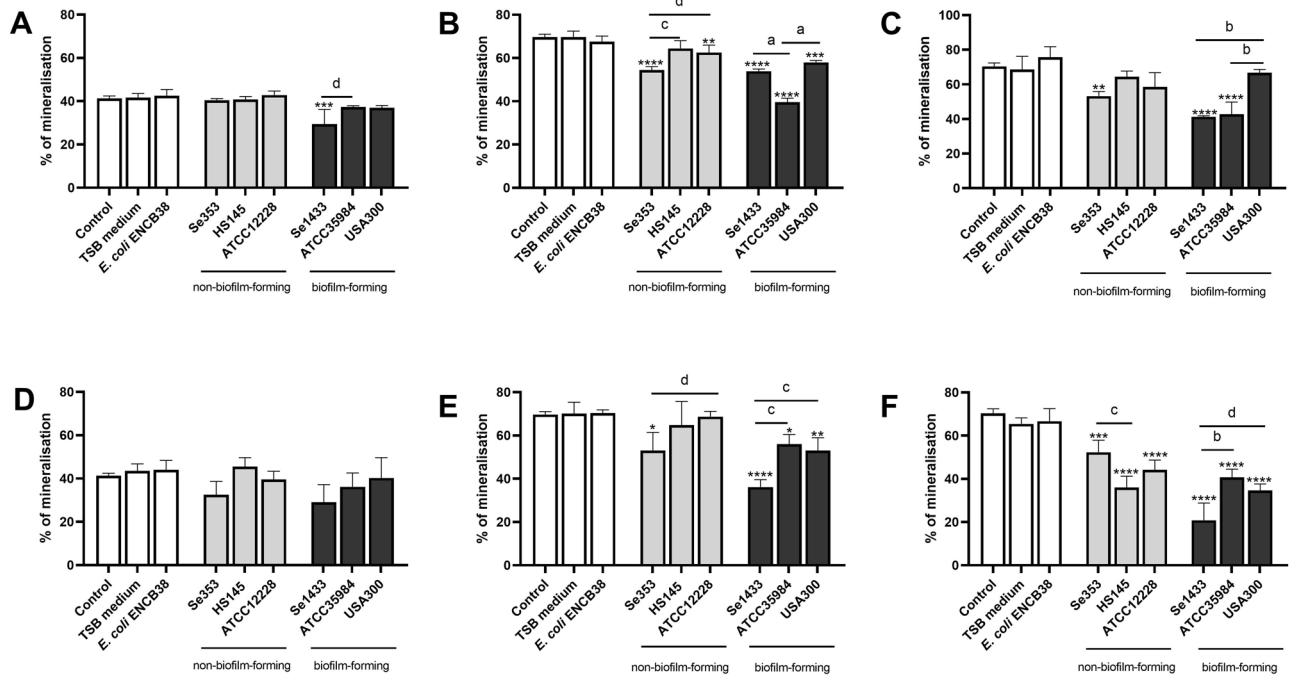 A
% of mineralisation
80
60
40
20
0
***
d
Control
TSB medium
E. coli ENCB38
Se353
HS145
ATCC12228
Se1433
ATCC35984
USA300
non-biofilm-forming
biofilm-forming
B
% of mineralisation
80
60
40
20
0
d
c
****
**
a
a
****
****
***
Control
TSB medium
E. coli ENCB38
Se353
HS145
ATCC12228
Se1433
ATCC35984
USA300
non-biofilm-forming
biofilm-forming
C
% of mineralisation
100
80
60
40
20
0
**
b
b
****
****
Control
TSB medium
E. coli ENCB38
Se353
HS145
ATCC12228
Se1433
ATCC35984
USA300
non-biofilm-forming
biofilm-forming
D
% of mineralisation
80
60
40
20
0
Control
TSB medium
E. coli ENCB38
Se353
HS145
ATCC12228
Se1433
ATCC35984
USA300
non-biofilm-forming
biofilm-forming
E
% of mineralisation
80
60
40
20
0
d
*
c
c
****
*
**
Control
TSB medium
E. coli ENCB38
Se353
HS145
ATCC12228
Se1433
ATCC35984
USA300
non-biofilm-forming
biofilm-forming
F
% of mineralisation
80
60
40
20
0
c
***
****
****
d
b
****
****
****
Control
TSB medium
E. coli ENCB38
Se353
HS145
ATCC12228
Se1433
ATCC35984
USA300
non-biofilm-forming
biofilm-forming